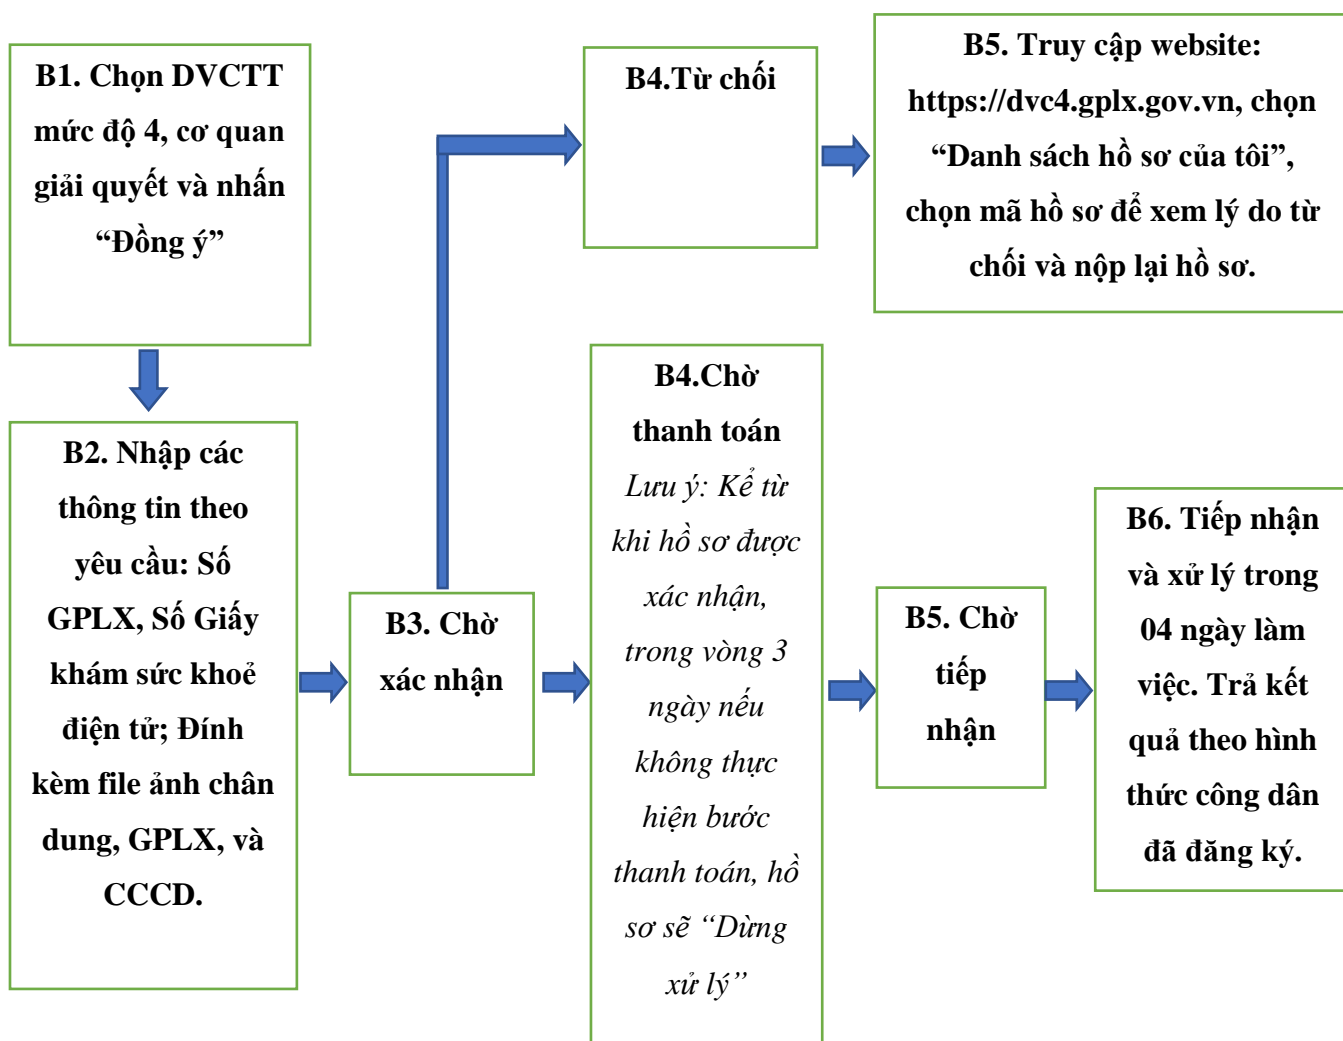 B1. Chọn DVCTT
mức độ 4, cơ quan
giải quyết và nhấn
“Đồng ý”
B2. Nhập các
thông tin theo
yêu cầu: Số
GPLX, Số Giấy
khám sức khoẻ
điện tử; Đính
kèm file ảnh chân
dung, GPLX, và
CCCD.
B3. Chờ
xác nhận
B4.Từ chối
B5. Truy cập website:
https://dvc4.gplx.gov.vn, chọn
“Danh sách hồ sơ của tôi”,
chọn mã hồ sơ để xem lý do từ
chối và nộp lại hồ sơ.
B4.Chờ
thanh toán
Lưu ý: Kể từ
khi hồ sơ được
xác nhận,
trong vòng 3
ngày nếu
không thực
hiện bước
thanh toán, hồ
sơ sẽ “Dừng
xử lý”
B5. Chờ
tiếp
nhận
B6. Tiếp nhận
và xử lý trong
04 ngày làm
việc. Trả kết
quả theo hình
thức công dân
đã đăng ký.